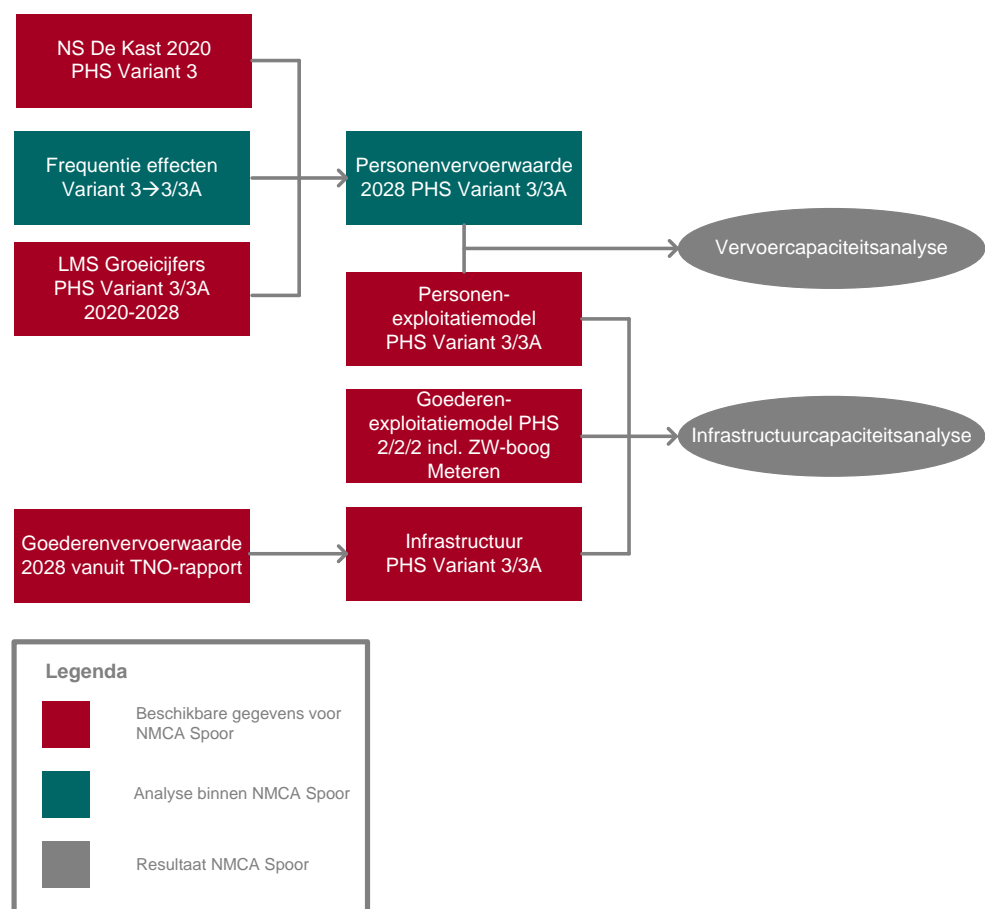 NS De Kast 2020
PHS Variant 3
Frequentie effecten
Variant 3→3/3A
LMS Groeicijfers
PHS Variant 3/3A
2020-2028
Personenvervoerwaarde
2028 PHS Variant 3/3A
Vervoercapaciteitsanalyse
Personen-
exploitatiemodel
PHS Variant 3/3A
Goederen-
exploitatiemodel PHS
2/2/2 incl. ZW-boog
Meteren
Infrastructuurcapaciteitsanalyse
Goederenvervoerwaarde
2028 vanuit TNO-rapport
Infrastructuur
PHS Variant 3/3A
Legenda
Beschikbare gegevens voor
NMCA Spoor
Analyse binnen NMCA Spoor
Resultaat NMCA Spoor